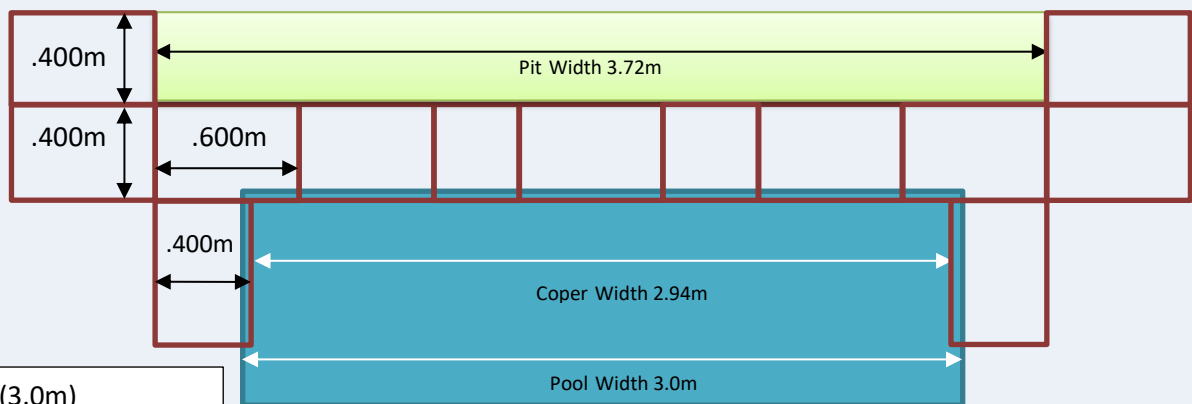 .400m
Pit Width 3.72m
.400m
.600m
.400m
Coper Width 2.94m
Pool Width 3.0m
(3.0m)